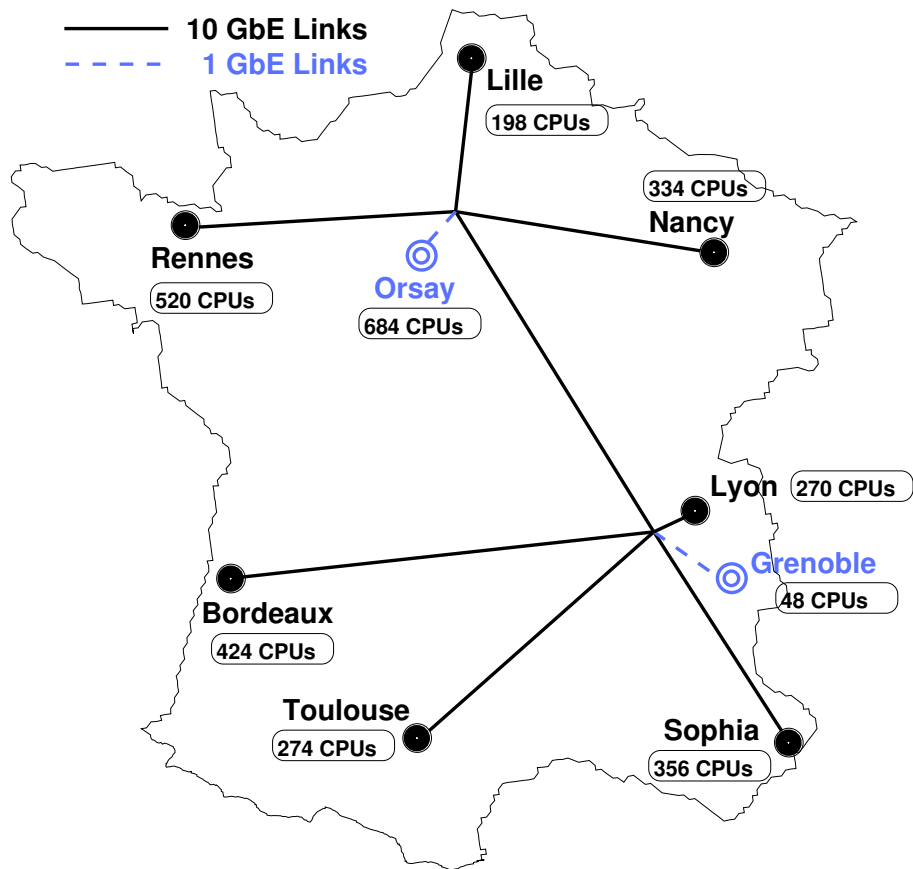 10 GbE Links
1 GbE Links
Lille
198 CPUs
334 CPUs
Nancy
Rennes
520 CPUs
Orsay
684 CPUs
Lyon
270 CPUs
Grenoble
48 CPUs
Bordeaux
424 CPUs
Toulouse
274 CPUs
Sophia
356 CPUs